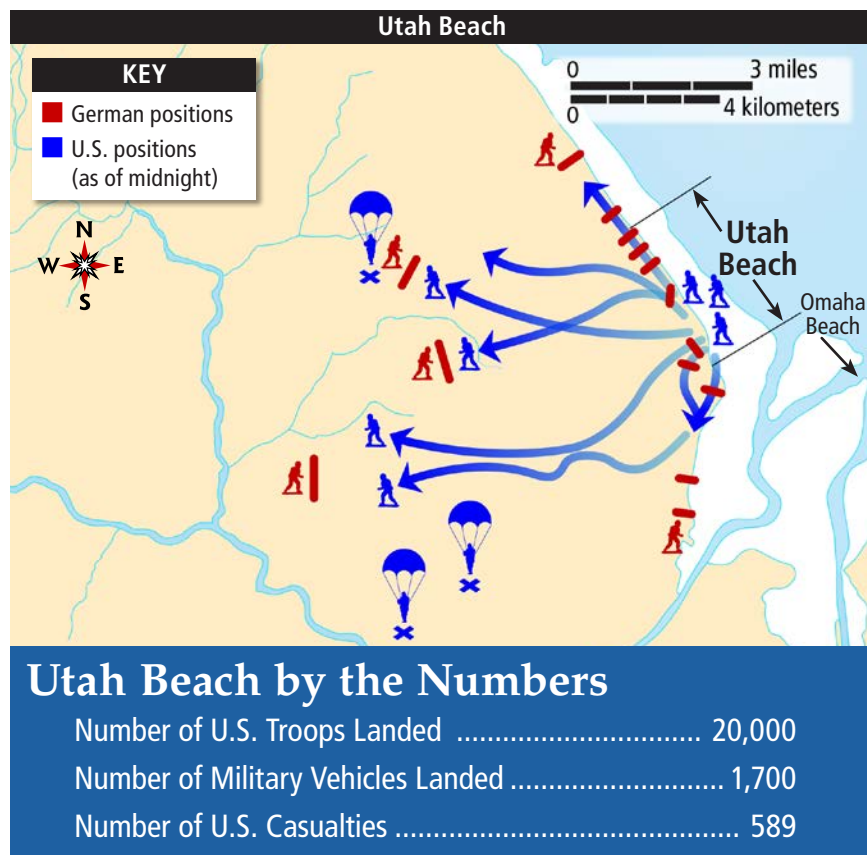 Utah Beach
KEY
German positions
U.S. positions
(as of midnight)
0 3 miles
0 4 kilometers
N
W E
S
Utah
Beach
Omaha
Beach
Utah Beach by the Numbers
Number of U.S. Troops Landed ................................. 20,000
Number of Military Vehicles Landed ............................. 1,700
Number of U.S. Casualties ............................................... 589